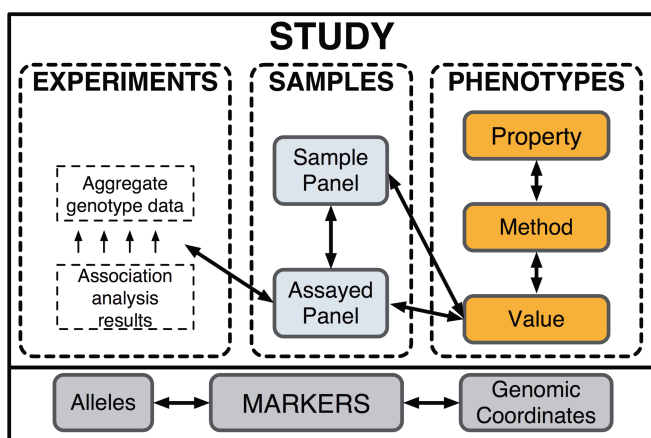 STUDY
EXPERIMENTS
Aggregate
genotype data
Association
analysis
results
SAMPLES
Sample
Panel
Assayed
Panel
PHENOTYPES
Property
Method
Value
Alleles
MARKERS
Genomic
Coordinates